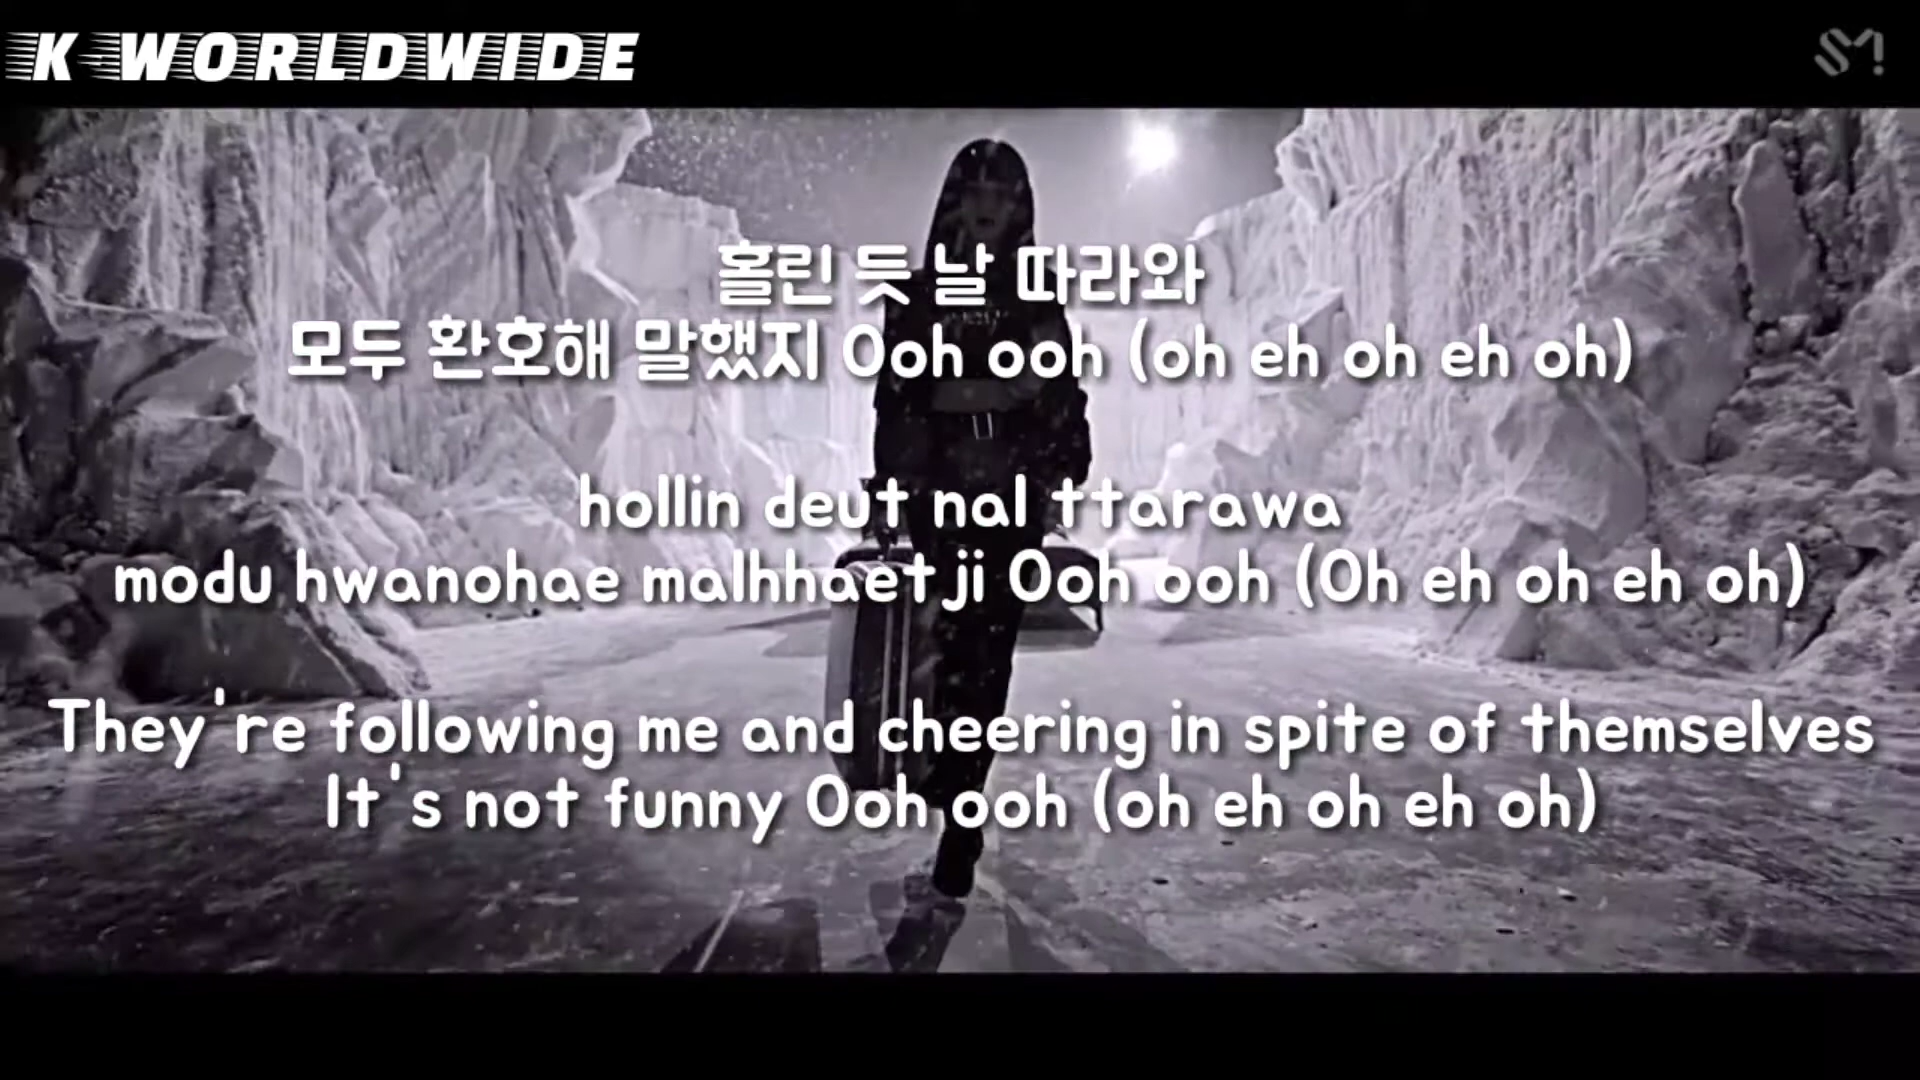 K-WORLDWIDE
SM!
홀린 듯 날 따라와
모두 환호해 말했지 Ooh ooh (oh eh oh eh oh)
hollin deut nal ttarawa
modu hwanohae malhhaetji Ooh ooh (Oh eh oh eh oh)
They're following me and cheering in spite of themselves
It's not funny Ooh ooh (oh eh oh eh oh)